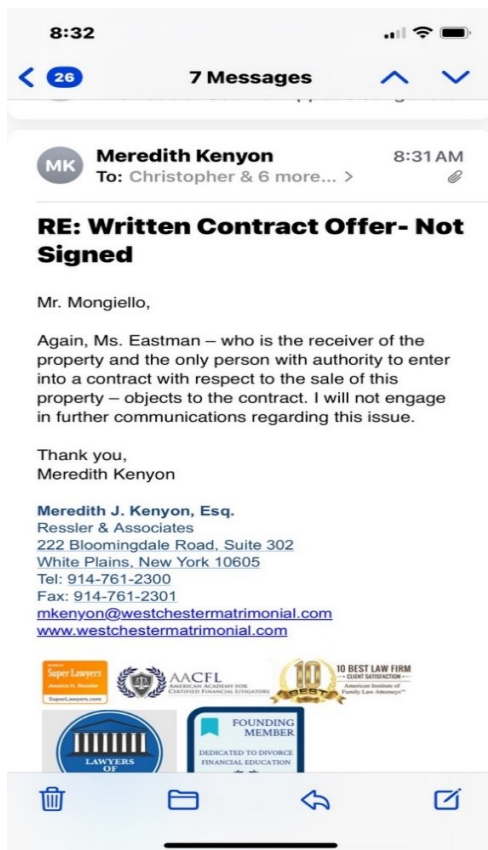 8:32
26
7 Messages
MK
Meredith Kenyon
8:31 AM
To: Christopher & 6 more... >
RE: Written Contract Offer- Not
Signed
Mr. Mongiello,
Again, Ms. Eastman – who is the receiver of the
property and the only person with authority to enter
into a contract with respect to the sale of this
property – objects to the contract. I will not engage
in further communications regarding this issue.
Thank you,
Meredith Kenyon
Meredith J. Kenyon, Esq.
Ressler & Associates
222 Bloomingdale Road, Suite 302
White Plains, New York 10605
Tel: 914-761-2300
Fax: 914-761-2301
mkenyon@westchestermatrimonial.com
www.westchestermatrimonial.com
Super Lawyers
SuperLawyers.com
AACFL
AMERICAN ACADEMY FOR
CERTIFIED FINANCIAL LITIGATORS
10
BEST
10 BEST LAW FIRM
CLIENT SATISFACTION
American Institute of
Family Law Attorneys™
LAWYERS
OF
FOUNDING
MEMBER
DEDICATED TO DIVORCE
FINANCIAL EDUCATION